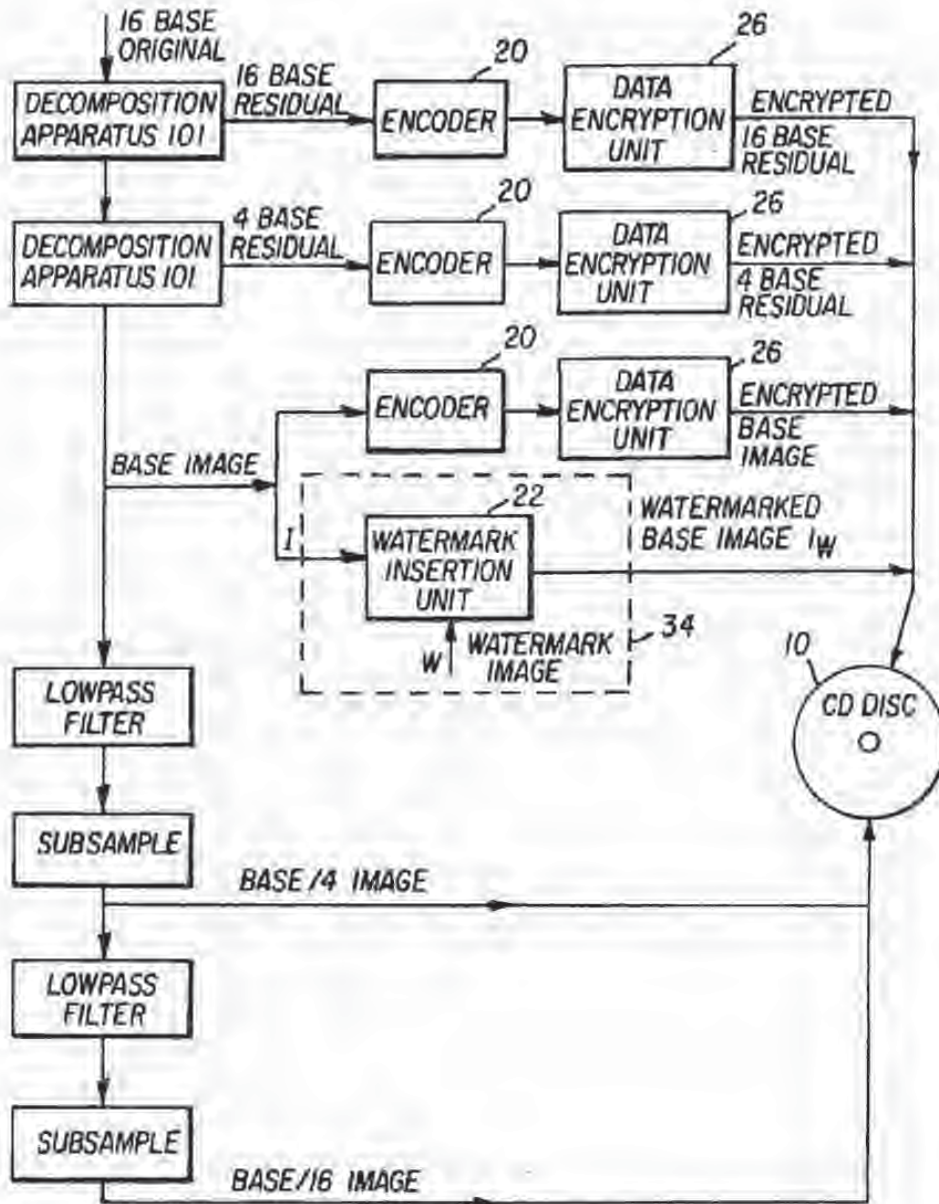 16 BASE
ORIGINAL
DECOMPOSITION
APPARATUS 101
16 BASE
RESIDUAL
20
ENCODER
26
DATA
ENCRYPTION
UNIT
ENCRYPTED
16 BASE
RESIDUAL
DECOMPOSITION
APPARATUS 101
4 BASE
RESIDUAL
20
ENCODER
26
DATA
ENCRYPTION
UNIT
ENCRYPTED
4 BASE
RESIDUAL
20
ENCODER
26
DATA
ENCRYPTION
UNIT
ENCRYPTED
BASE
IMAGE
BASE IMAGE
I
22
WATERMARK
INSERTION
UNIT
WATERMARKED
BASE IMAGE IW
W
WATERMARK
IMAGE
34
10
CD DISC
LOWPASS
FILTER
SUBSAMPLE
BASE/4 IMAGE
LOWPASS
FILTER
SUBSAMPLE
BASE/16 IMAGE